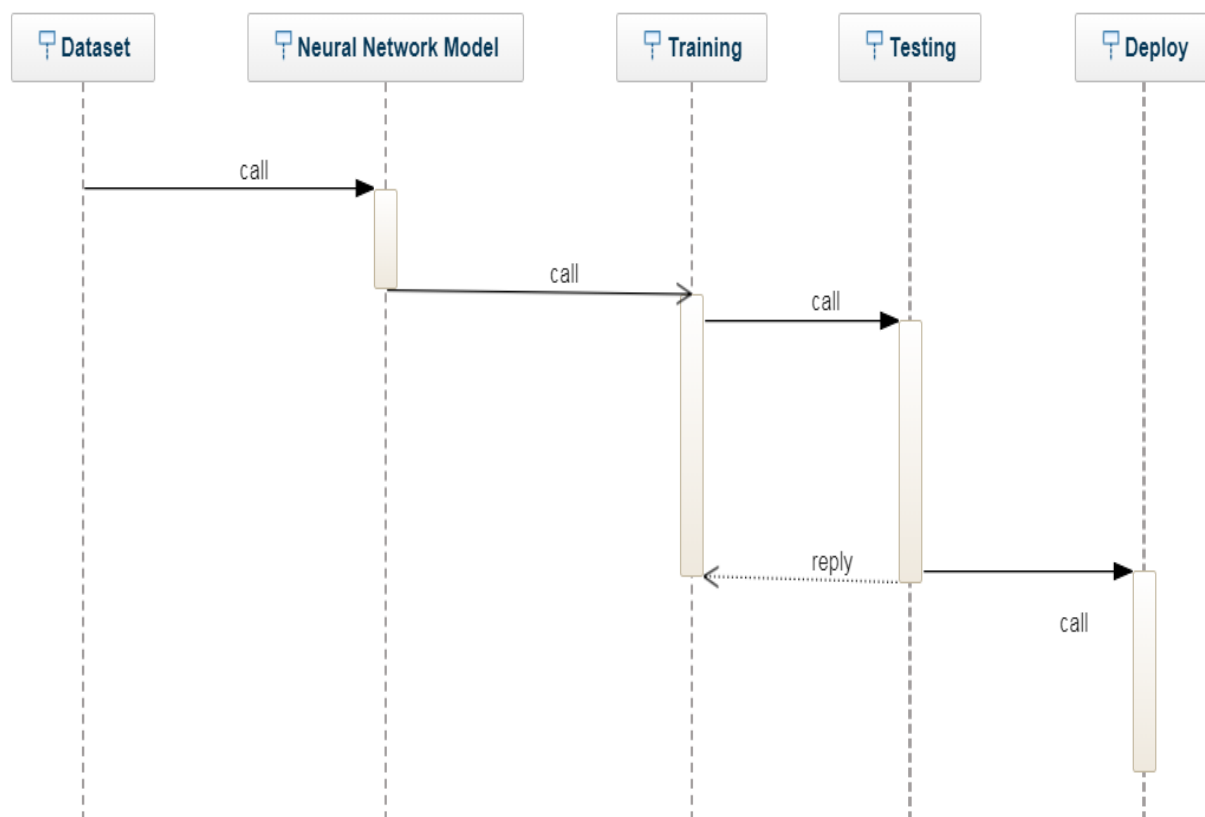 Dataset
Neural Network Model
Training
Testing
Deploy
call
call
call
reply
call